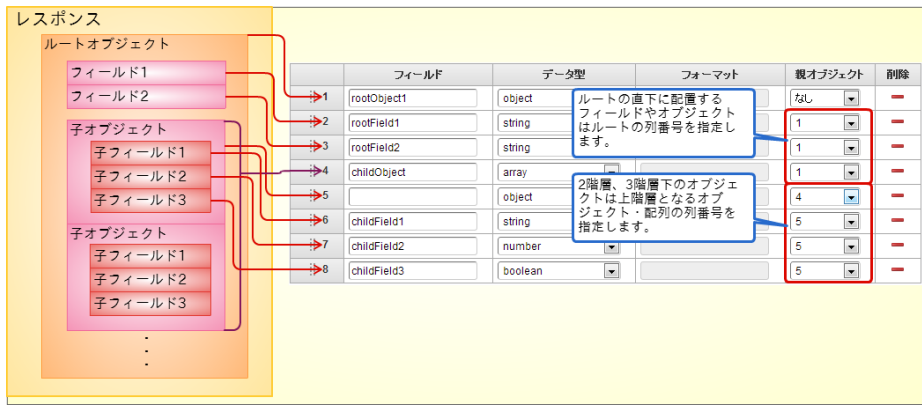 レスポンス
ルートオブジェクト
フィールド1
フィールド2
子オブジェクト
子フィールド1
子フィールド2
子フィールド3
子オブジェクト
子フィールド1
子フィールド2
子フィールド3
フィールド データ型 フォーマット 親オブジェクト 削除
1 rootObject1 object なし
2 rootField1 string 1
3 rootField2 string 1
4 childObject array 1
5 object 4
6 childField1 string 5
7 childField2 number 5
8 childField3 boolean 5
ルートの直下に配置する
フィールドやオブジェクト
はルートの列番号を指定し
ます。
2階層、3階層下のオブジェ
クトは上階層となるオブ
ジェクト・配列の列番号を
指定します。